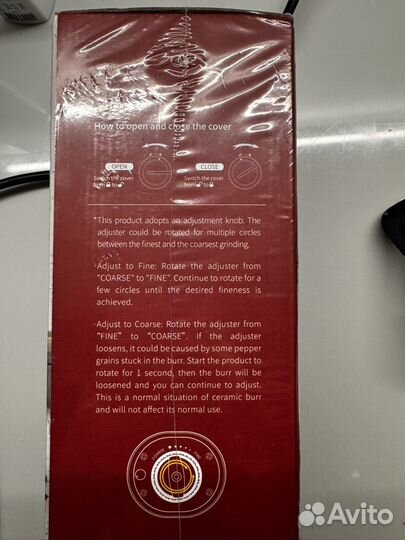 How to open and close the cover
OPEN
CLOSE
Switch the cover
from to
Switch the cover
from to
*This product adopts an adjustment knob. The
adjuster could be rotated for multiple circles
between the finest and the coarsest grinding.
·Adjust to Fine: Rotate the adjuster from
"COARSE" to "FINE". Continue to rotate for a
few circles until the desired fineness is
achieved.
·Adjust to Coarse: Rotate the adjuster from
"FINE" to "COARSE". If the adjuster
loosens, it could be caused by some pepper
grains stuck in the burr. Start the product to
rotate for 1 second, then the burr will be
loosened and you can continue to adjust.
This is a normal situation of ceramic burr
and will not affect its normal use.
COARSE FINE
Avito